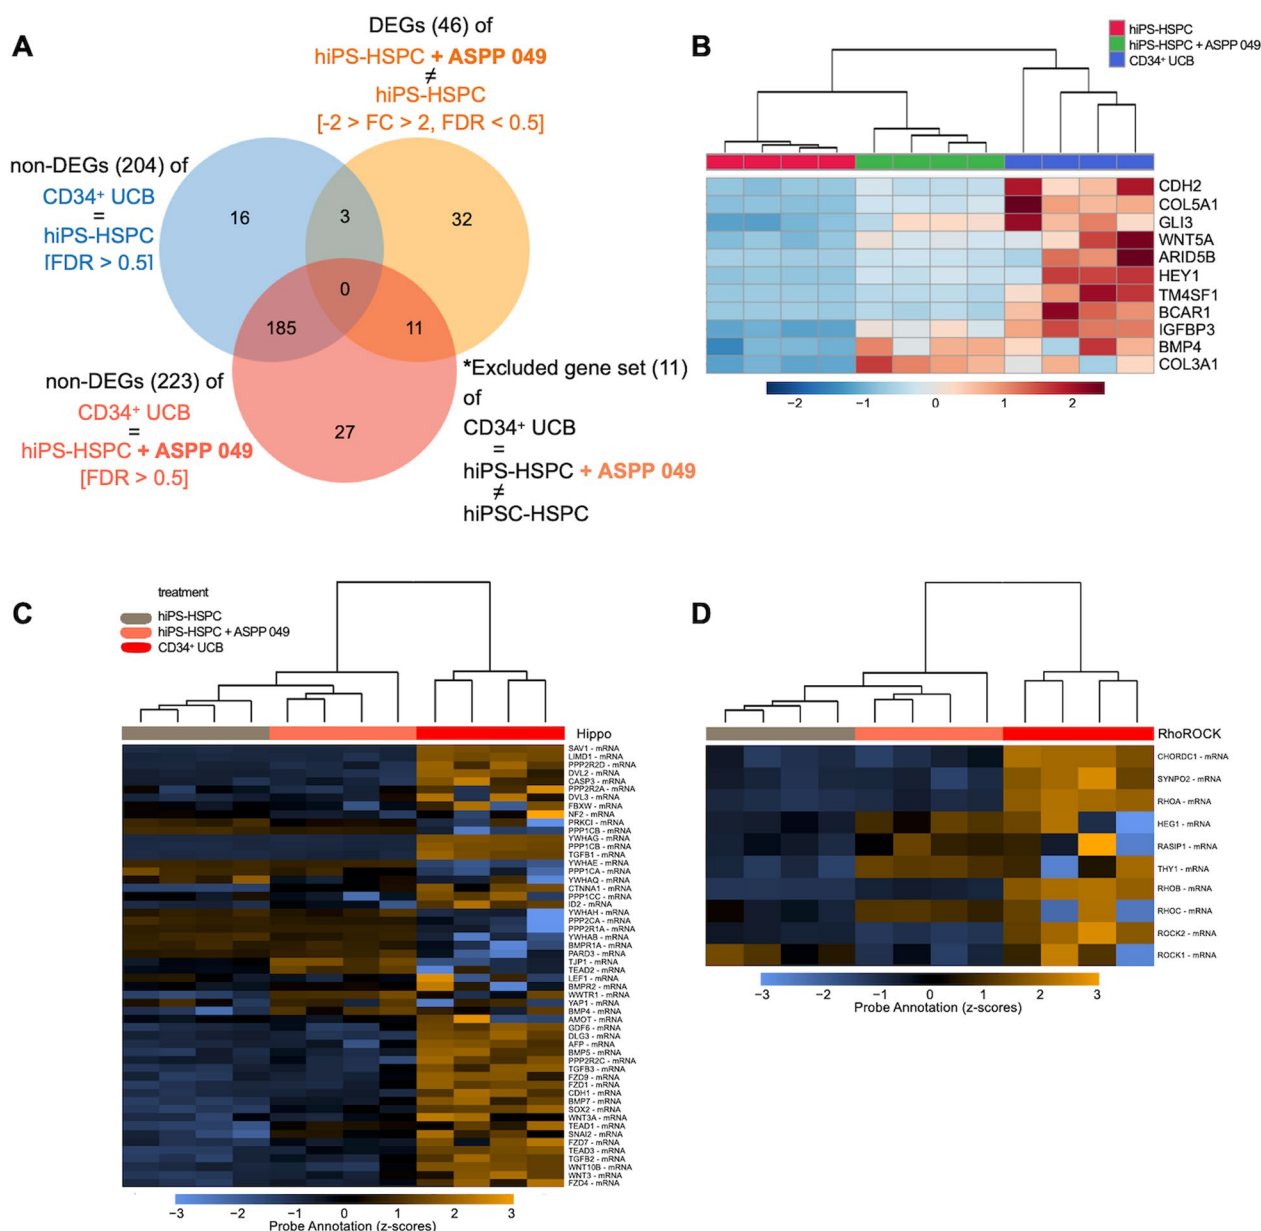 A
DEGs (46) of
hiPS-HSPC + ASPP 049
≠
hiPS-HSPC
[-2 > FC > 2, FDR < 0.5]
non-DEGs (204) of
CD34⁺ UCB
=
hiPS-HSPC
[FDR > 0.5]
16
3
32
0
185
11
27
non-DEGs (223) of
CD34⁺ UCB
=
hiPS-HSPC + ASPP 049
[FDR > 0.5]
*Excluded gene set (11)
of
CD34⁺ UCB
=
hiPS-HSPC + ASPP 049
≠
hiPSC-HSPC
B
hiPS-HSPC
hiPS-HSPC + ASPP 049
CD34⁺ UCB
CDH2
COL5A1
GLI3
WNT5A
ARID5B
HEY1
TM4SF1
BCAR1
IGFBP3
BMP4
COL3A1
−2 −1 0 1 2
C
treatment
hiPS-HSPC
hiPS-HSPC + ASPP 049
CD34⁺ UCB
Hippo
SAV1 - mRNA
LIMD1 - mRNA
PPP2R2D - mRNA
DVL2 - mRNA
CASP3 - mRNA
PPP2R2A - mRNA
DVL3 - mRNA
FBXW - mRNA
NF2 - mRNA
PRKCI - mRNA
PPP1CB - mRNA
YWHAG - mRNA
PPP1CB - mRNA
TGFB1 - mRNA
YWHAE - mRNA
PPP1CA - mRNA
YWHAQ - mRNA
CTNNA1 - mRNA
PPP1CC - mRNA
ID2 - mRNA
YWHAH - mRNA
PPP2CA - mRNA
PPP2R1A - mRNA
YWHAB - mRNA
BMPR1A - mRNA
PARD3 - mRNA
TJP1 - mRNA
TEAD2 - mRNA
LEF1 - mRNA
BMPR2 - mRNA
WWTR1 - mRNA
YAP1 - mRNA
BMP4 - mRNA
AMOT - mRNA
GDF6 - mRNA
DLG3 - mRNA
AFP - mRNA
BMP5 - mRNA
PPP2R2C - mRNA
TGFB3 - mRNA
FZD9 - mRNA
FZD1 - mRNA
CDH1 - mRNA
BMP7 - mRNA
SOX2 - mRNA
WNT3A - mRNA
TEAD1 - mRNA
SNAI2 - mRNA
FZD7 - mRNA
TEAD3 - mRNA
TGFB2 - mRNA
WNT10B - mRNA
WNT3 - mRNA
FZD4 - mRNA
−3 −2 −1 0 1 2 3
Probe Annotation (z-scores)
D
RhoROCK
CHORDC1 - mRNA
SYNPO2 - mRNA
RHOA - mRNA
HEG1 - mRNA
RASIP1 - mRNA
THY1 - mRNA
RHOB - mRNA
RHOC - mRNA
ROCK2 - mRNA
ROCK1 - mRNA
−3 −2 −1 0 1 2 3
Probe Annotation (z-scores)